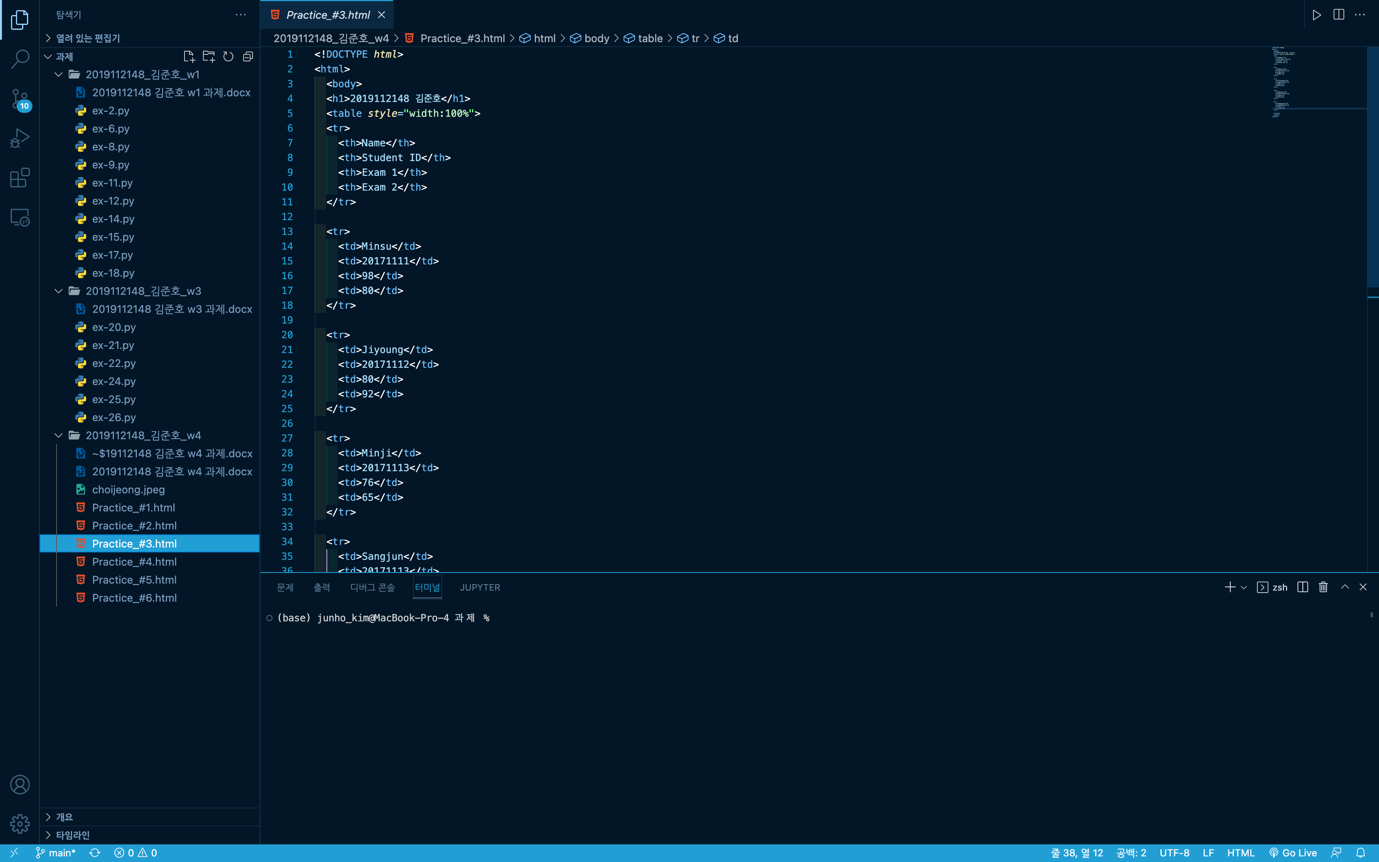 탐색기
열려 있는 편집기
과제
2019112148_김준호_w1
2019112148 김준호 w1 과제.docx
ex-2.py
ex-6.py
ex-8.py
ex-9.py
ex-11.py
ex-12.py
ex-14.py
ex-15.py
ex-17.py
ex-18.py
2019112148_김준호_w3
2019112148 김준호 w3 과제.docx
ex-20.py
ex-21.py
ex-22.py
ex-24.py
ex-25.py
ex-26.py
2019112148_김준호_w4
~$19112148 김준호 w4 과제.docx
2019112148 김준호 w4 과제.docx
choijeong.jpeg
Practice_#1.html
Practice_#2.html
Practice_#3.html
Practice_#4.html
Practice_#5.html
Practice_#6.html
개요
타임라인
10
Practice_#3.html
2019112148_김준호_w4 > Practice_#3.html > html > body > table > tr > td
1 <!DOCTYPE html>
2 <html>
3 <body>
4 <h1>2019112148 김준호</h1>
5 <table style="width:100%">
6 <tr>
7 <th>Name</th>
8 <th>Student ID</th>
9 <th>Exam 1</th>
10 <th>Exam 2</th>
11 </tr>
12
13 <tr>
14 <td>Minsu</td>
15 <td>20171111</td>
16 <td>98</td>
17 <td>80</td>
18 </tr>
19
20 <tr>
21 <td>Jiyoung</td>
22 <td>20171112</td>
23 <td>80</td>
24 <td>92</td>
25 </tr>
26
27 <tr>
28 <td>Minji</td>
29 <td>20171113</td>
30 <td>76</td>
31 <td>65</td>
32 </tr>
33
34 <tr>
35 <td>Sangjun</td>
36 <td>20171113</td>
문제 출력 디버그 콘솔 터미널 JUPYTER
zsh
(base) junho_kim@MacBook-Pro-4 과제 %
main* 0 0
줄 38, 열 12 공백: 2 UTF-8 LF HTML Go Live